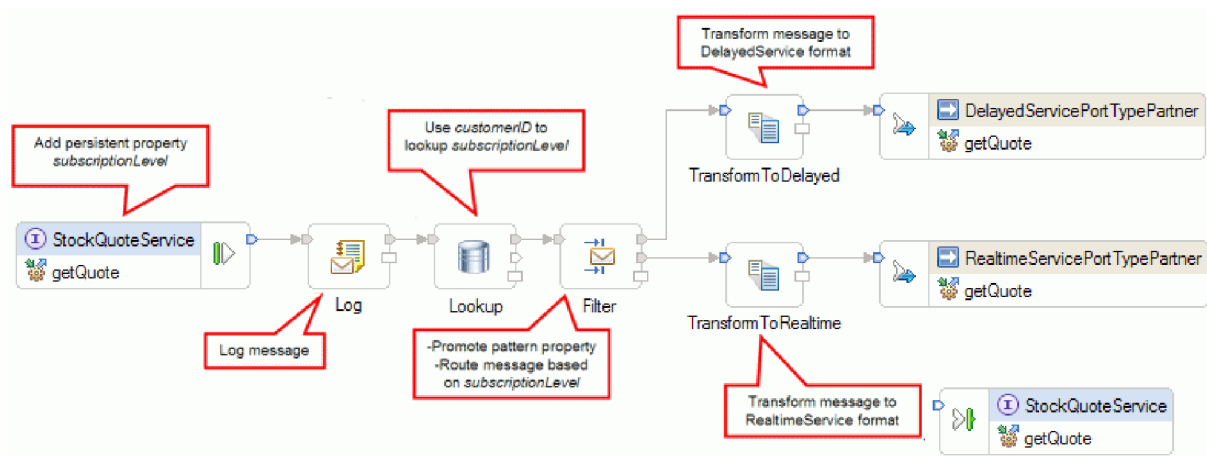 Transform message to
DelayedService format
Add persistent property
subscriptionLevel
Use customerID to
lookup subscriptionLevel
DelayedServicePortTypePartner
getQuote
TransformToDelayed
I StockQuoteService
getQuote
Log
Lookup
Filter
RealtimeServicePortTypePartner
getQuote
TransformToRealtime
Log message
-Promote pattern property
-Route message based
on subscriptionLevel
Transform message to
RealtimeService format
I StockQuoteService
getQuote